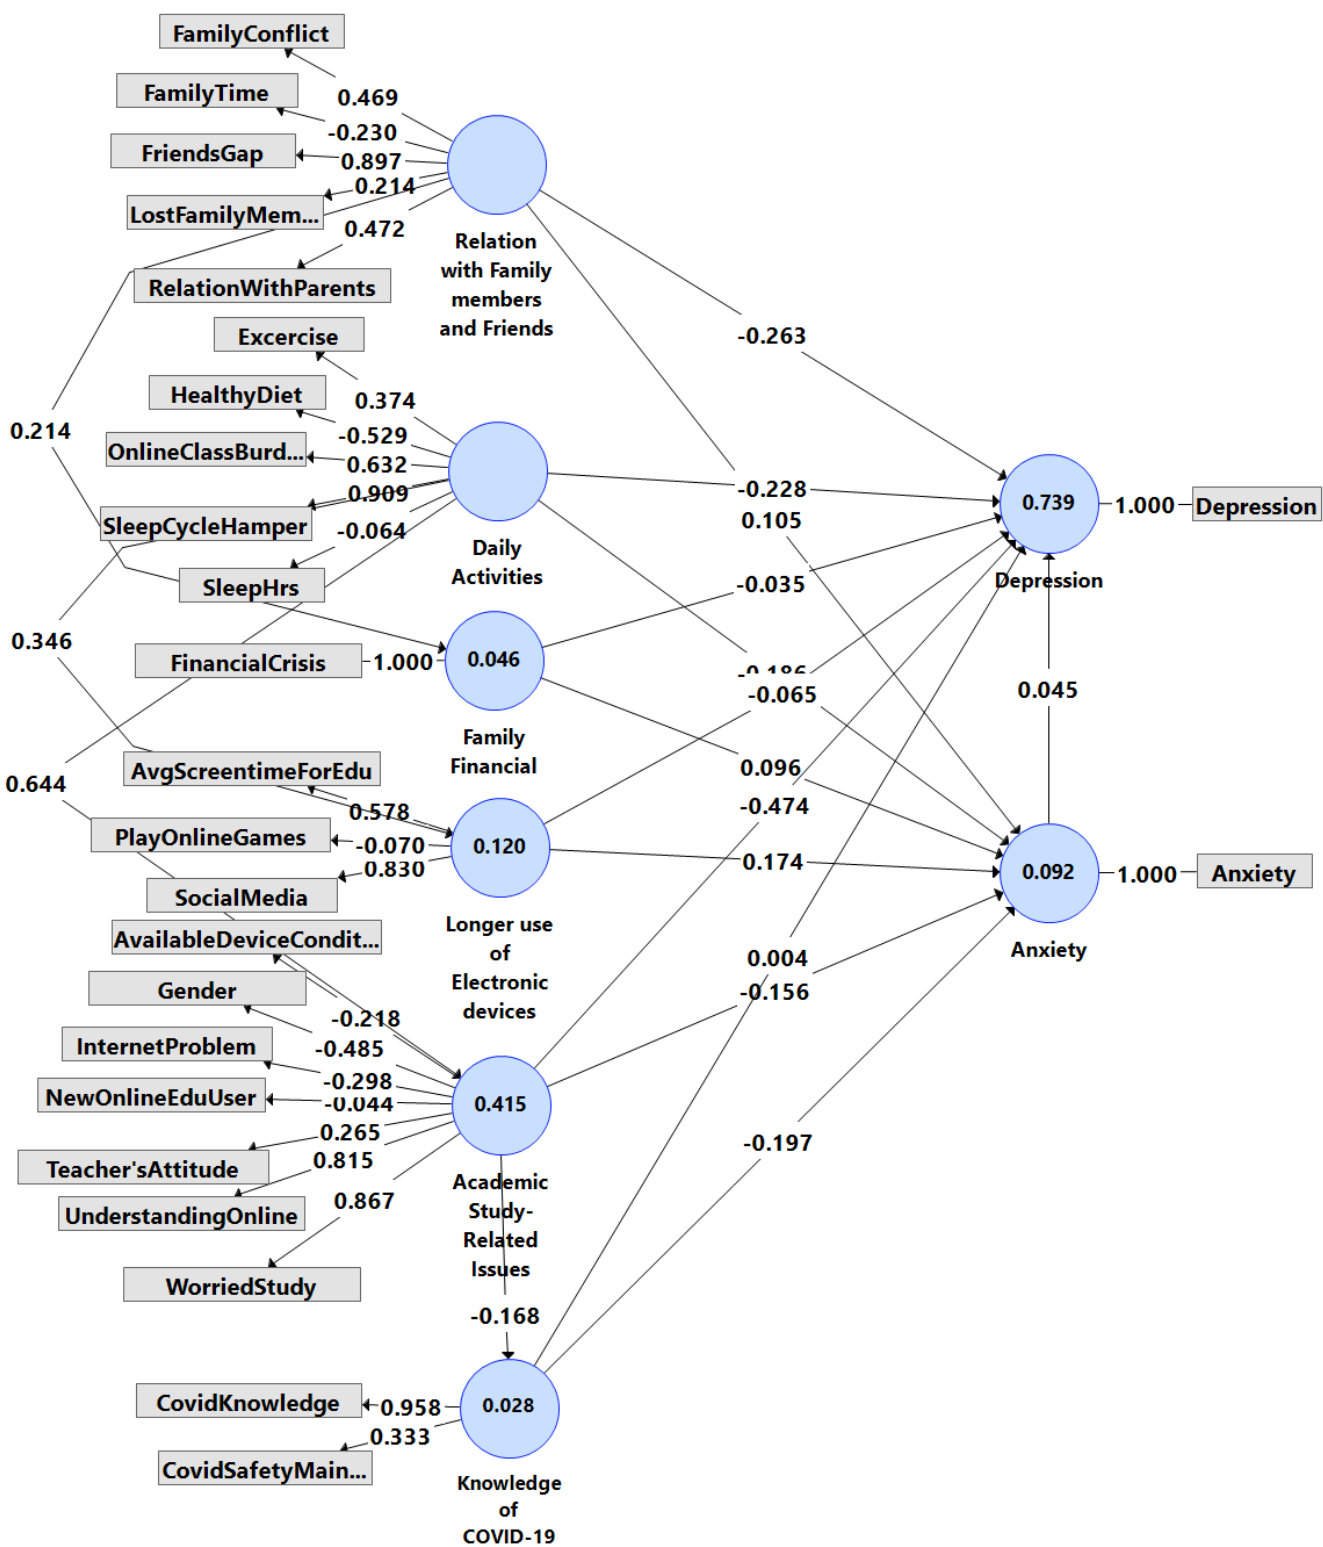 FamilyConflict
0.469
FamilyTime
-0.230
FriendsGap
0.897
0.214
LostFamilyMem...
0.472
RelationWithParents
Relation
with Family
members
and Friends
-0.263
Excercise
0.374
HealthyDiet
0.214
-0.529
OnlineClassBurd...
0.632
0.909
SleepCycleHamper
-0.064
Daily
Activities
SleepHrs
-0.228
0.105
0.739
1.000
Depression
Depression
-0.035
0.346
FinancialCrisis
1.000
0.046
-0.186
-0.065
0.045
Family
Financial
0.096
AvgScreentimeForEdu
0.644
0.578
-0.474
PlayOnlineGames
-0.070
0.120
0.830
0.174
0.092
1.000
Anxiety
SocialMedia
Longer use
of
Electronic
devices
Anxiety
AvailableDeviceCondit...
0.004
Gender
-0.156
-0.218
InternetProblem
-0.485
-0.298
NewOnlineEduUser
-0.044
0.415
0.265
Teacher'sAttitude
0.815
-0.197
UnderstandingOnline
0.867
Academic
Study-
Related
Issues
WorriedStudy
-0.168
CovidKnowledge
0.958
0.028
0.333
CovidSafetyMain...
Knowledge
of
COVID-19